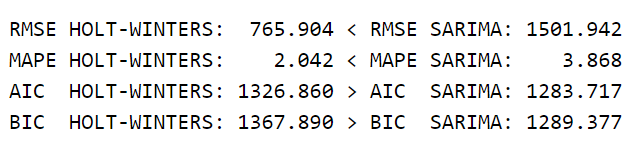 RMSE HOLT-WINTERS:  765.904 < RMSE SARIMA: 1501.942
MAPE HOLT-WINTERS:    2.042 < MAPE SARIMA:    3.868
AIC  HOLT-WINTERS: 1326.860 > AIC  SARIMA: 1283.717
BIC  HOLT-WINTERS: 1367.890 > BIC  SARIMA: 1289.377